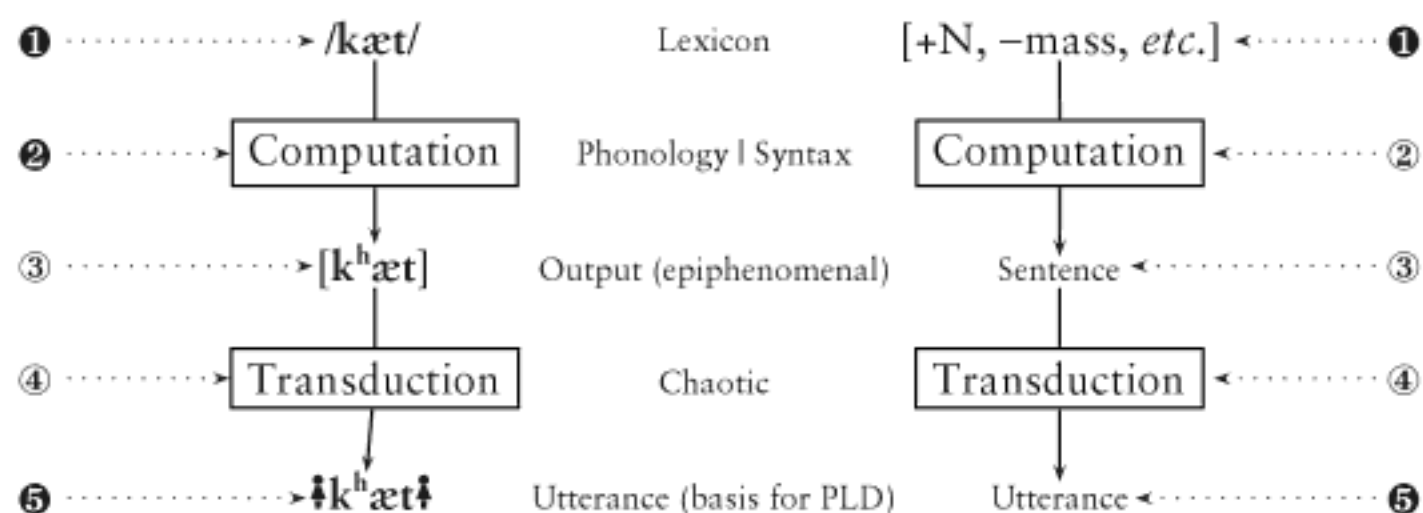 ❶ /kæt/ Lexicon [+N, –mass, etc.] ❶
❷ Computation Phonology | Syntax Computation ②
③ [kʰæt] Output (epiphenomenal) Sentence ③
④ Transduction Chaotic Transduction ④
❺ kʰæt Utterance (basis for PLD) Utterance ❺